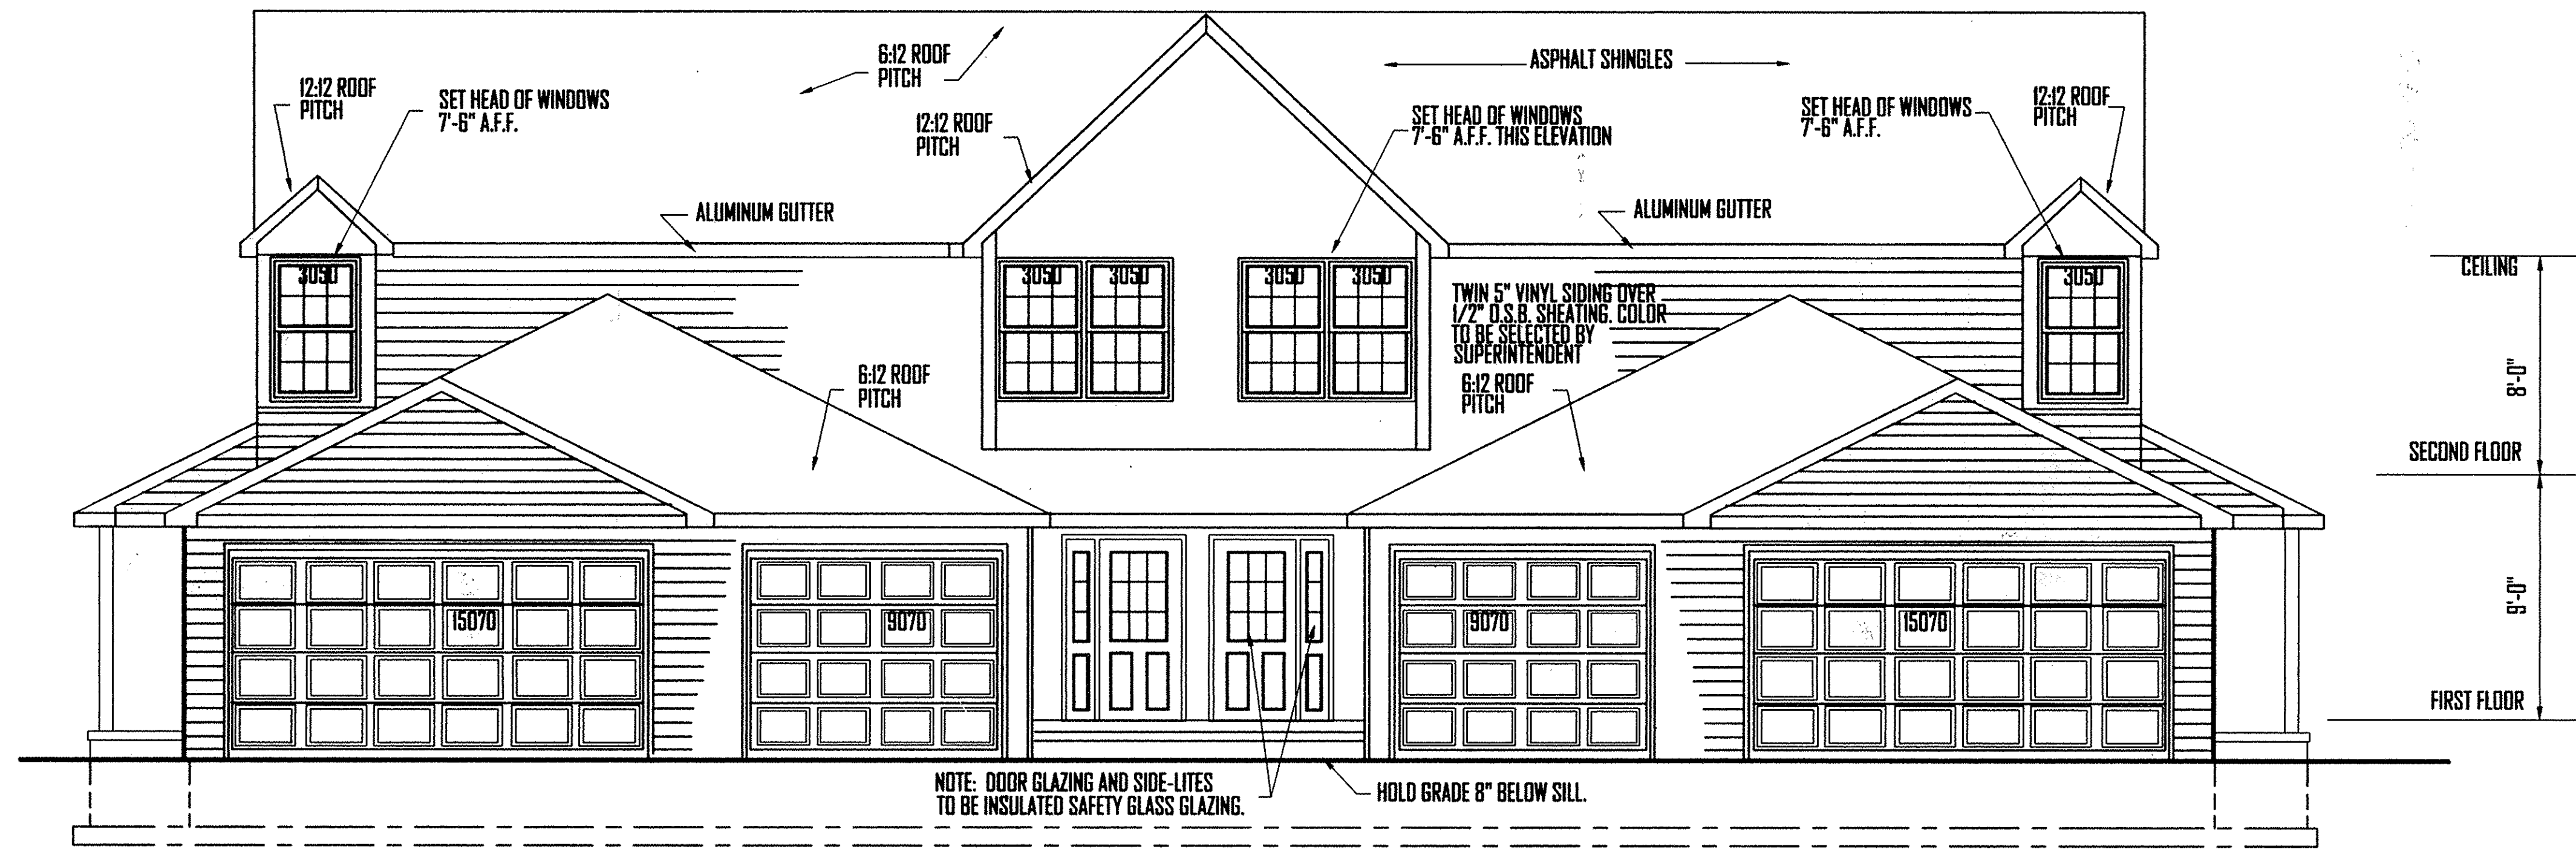 6:12 ROOF
PITCH
ASPHALT SHINGLES
12:12 ROOF
PITCH
SET HEAD OF WINDOWS
7'-6" A.F.F.
12:12 ROOF
PITCH
SET HEAD OF WINDOWS
7'-6" A.F.F. THIS ELEVATION
SET HEAD OF WINDOWS
7'-6" A.F.F.
12:12 ROOF
PITCH
ALUMINUM GUTTER
ALUMINUM GUTTER
3050
3050
3050
3050
3050
3050
CEILING
TWIN 5" VINYL SIDING OVER
1/2" O.S.B. SHEATING. COLOR
TO BE SELECTED BY
SUPERINTENDENT
6:12 ROOF
PITCH
6:12 ROOF
PITCH
8'-0"
SECOND FLOOR
15070
9070
9070
15070
9'-0"
FIRST FLOOR
NOTE: DOOR GLAZING AND SIDE-LITES
TO BE INSULATED SAFETY GLASS GLAZING.
HOLD GRADE 8" BELOW SILL.